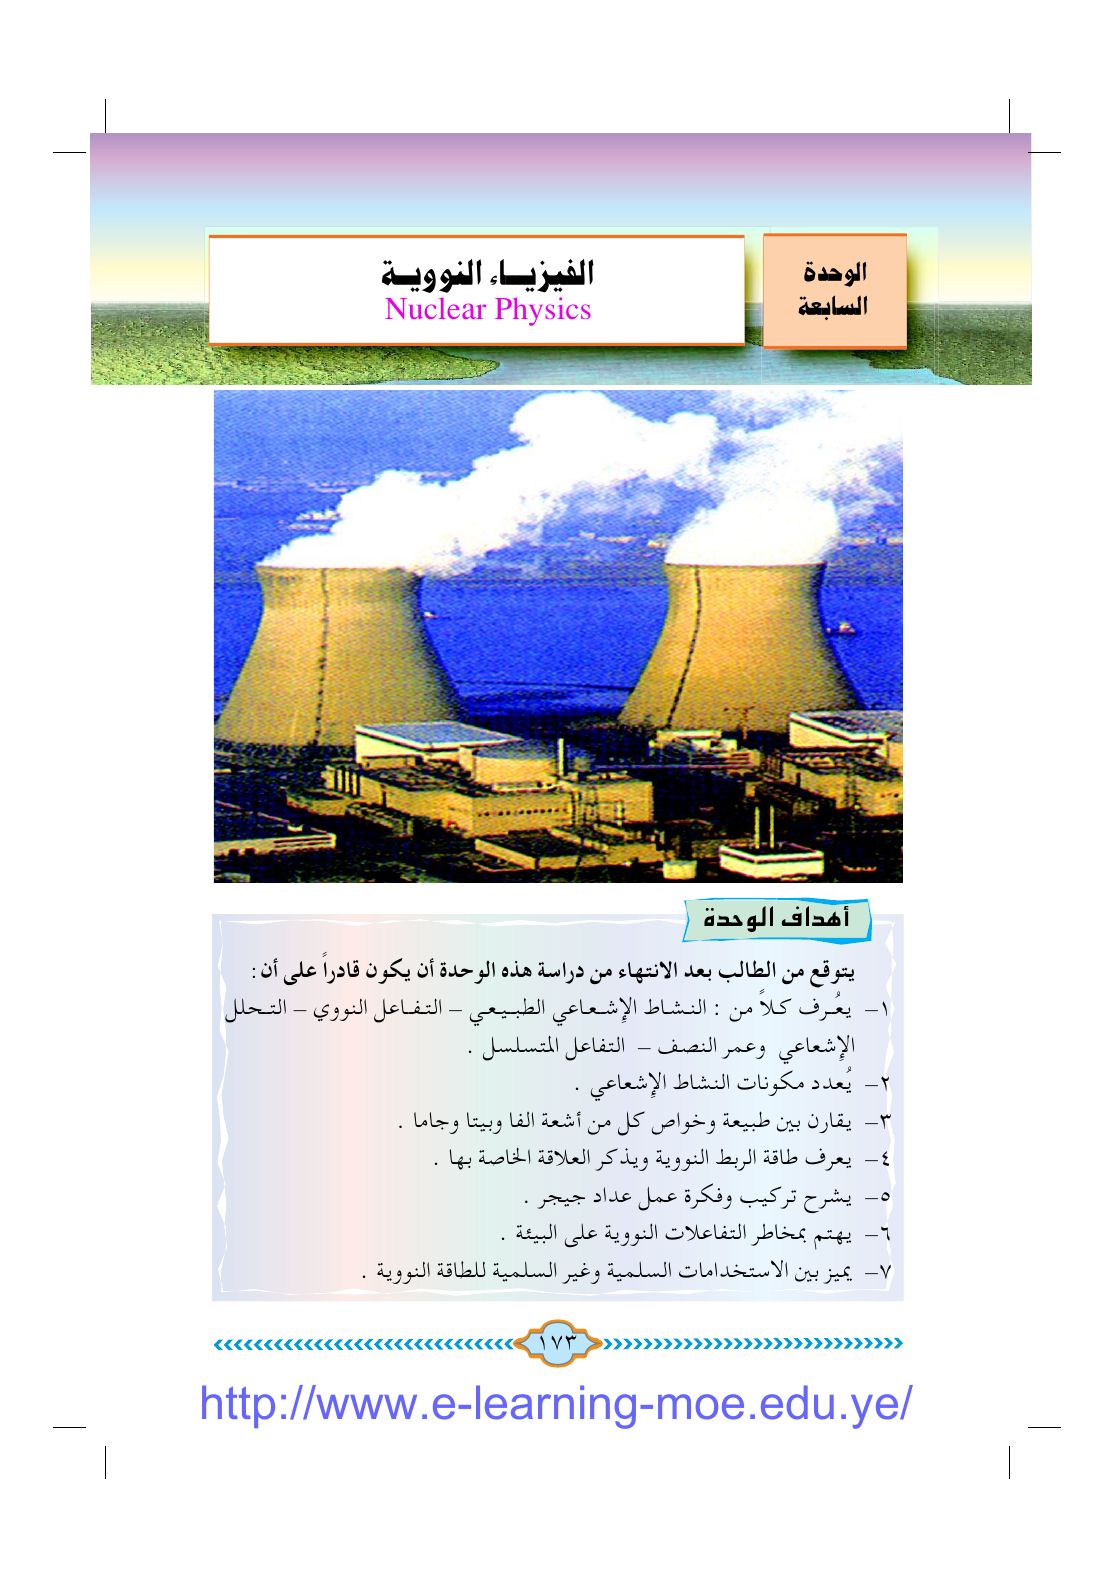 الوحدة
السابعة
الفيزياء النووية
Nuclear Physics
أهداف الوحدة
يتوقع من الطالب بعد الانتهاء من دراسة هذه الوحدة أن يكون قادراً على أن :
١– يعُرف كلاً من : النشاط الإشعاعي الطبيعي – التفاعل النووي – التحلل
الإشعاعي وعمر النصف – التفاعل المتسلسل .
٢– يُعدد مكونات النشاط الإشعاعي .
٣– يقارن بين طبيعة وخواص كل من أشعة الفا وبيتا وجاما .
٤– يعرف طاقة الربط النووية ويذكر العلاقة الخاصة بها .
٥– يشرح تركيب وفكرة عمل عداد جيجر .
٦– يهتم بمخاطر التفاعلات النووية على البيئة .
٧– يميز بين الاستخدامات السلمية وغير السلمية للطاقة النووية .
١٧٣
http://www.e-learning-moe.edu.ye/